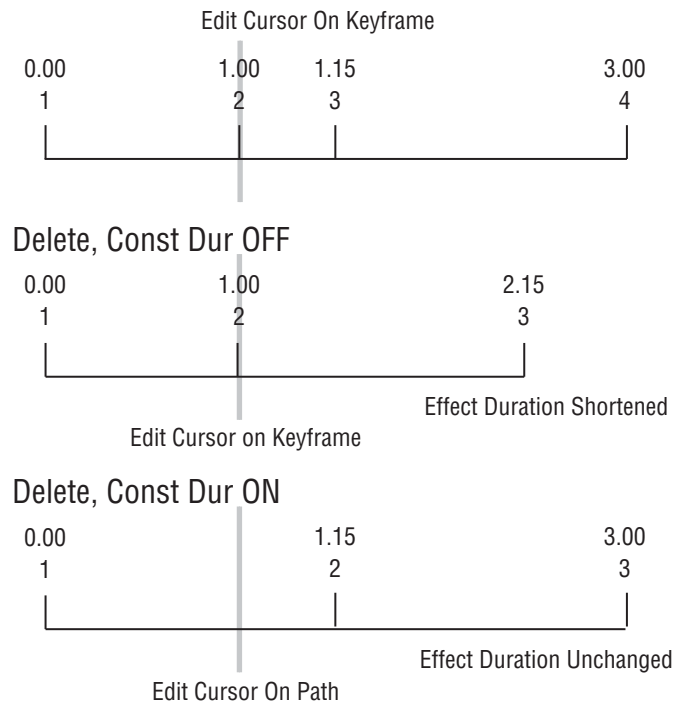 Edit Cursor On Keyframe
0.00 1.00 1.15 3.00
1 2 3 4
Delete, Const Dur OFF
0.00 1.00 2.15
1 2 3
Effect Duration Shortened
Edit Cursor on Keyframe
Delete, Const Dur ON
0.00 1.15 3.00
1 2 3
Effect Duration Unchanged
Edit Cursor On Path